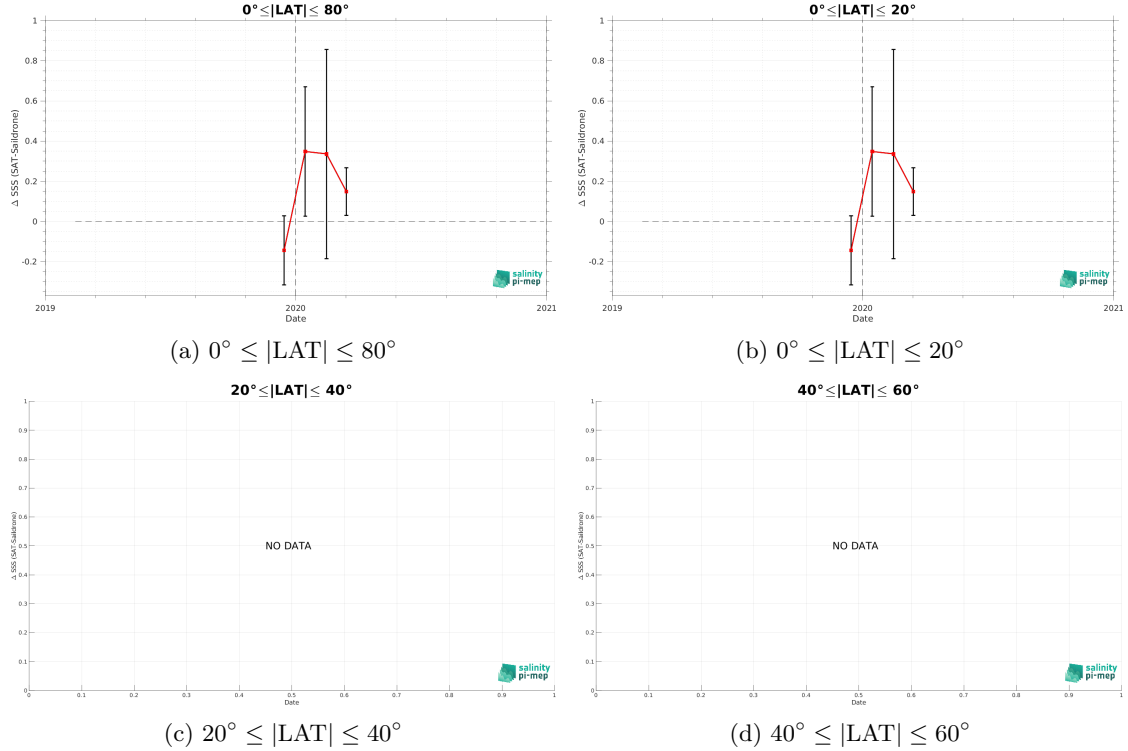 0°≤|LAT|≤ 80°
1
0.8
0.6
0.4
0.2
0
-0.2
Δ SSS (SAT-Saildrone)
2019
2020
2021
Date
salinity
pi-mep
(a) 0° ≤ |LAT| ≤ 80°
0°≤|LAT|≤ 20°
1
0.8
0.6
0.4
0.2
0
-0.2
Δ SSS (SAT-Saildrone)
2019
2020
2021
Date
salinity
pi-mep
(b) 0° ≤ |LAT| ≤ 20°
20°≤|LAT|≤ 40°
1
0.9
0.8
0.7
0.6
0.5
0.4
0.3
0.2
0.1
0
Δ SSS (SAT-Saildrone)
NO DATA
0 0.1 0.2 0.3 0.4 0.5 0.6 0.7 0.8 0.9 1
Date
salinity
pi-mep
(c) 20° ≤ |LAT| ≤ 40°
40°≤|LAT|≤ 60°
1
0.9
0.8
0.7
0.6
0.5
0.4
0.3
0.2
0.1
0
Δ SSS (SAT-Saildrone)
NO DATA
0 0.1 0.2 0.3 0.4 0.5 0.6 0.7 0.8 0.9 1
Date
salinity
pi-mep
(d) 40° ≤ |LAT| ≤ 60°